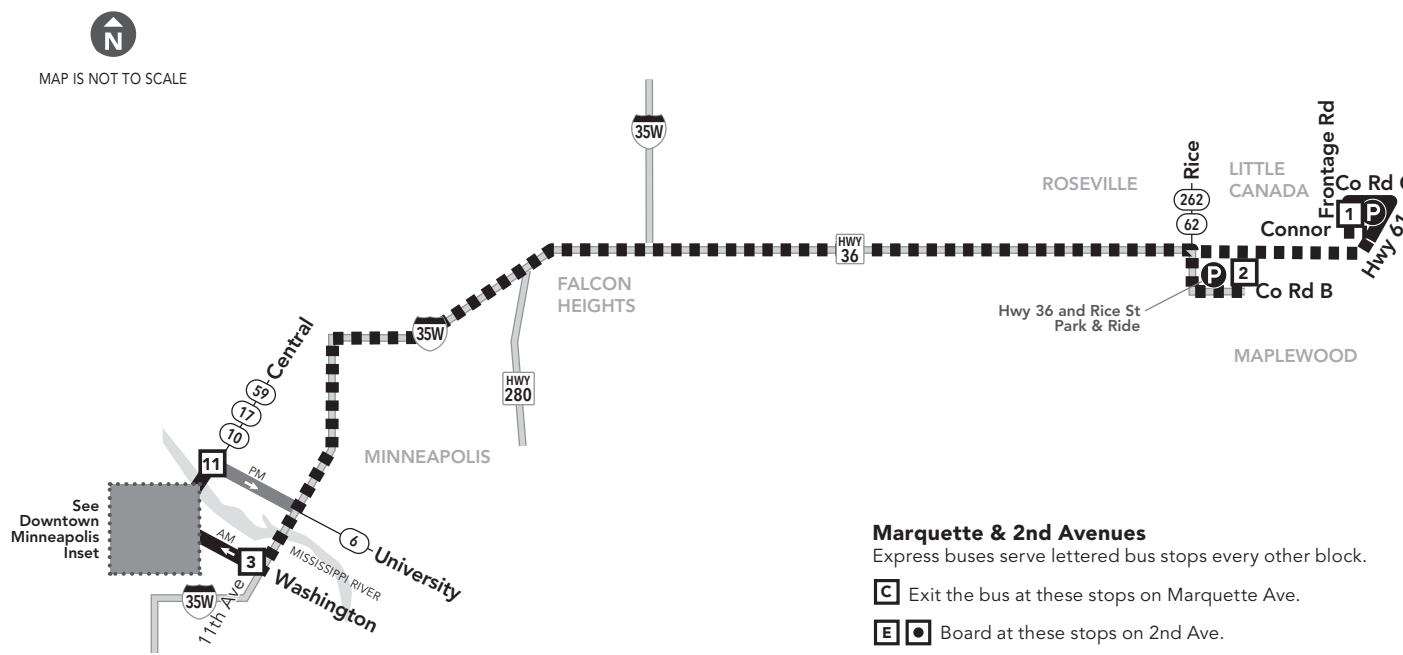 N
MAP IS NOT TO SCALE
35W
ROSEVILLE
Rice
262
62
LITTLE
CANADA
Frontage Rd
Co Rd
1
P
Connor
Hwy 61
HWY
36
P
2
Co Rd B
Hwy 36 and Rice St
Park & Ride
MAPLEWOOD
FALCON
HEIGHTS
35W
HWY
280
Central
59
17
10
11
PM
MINNEAPOLIS
See
Downtown
Minneapolis
Inset
AM
3
MISSISSIPPI RIVER
6
University
Washington
11th Ave
35W
Marquette & 2nd Avenues
Express buses serve lettered bus stops every other block.
C Exit the bus at these stops on Marquette Ave.
E Board at these stops on 2nd Ave.